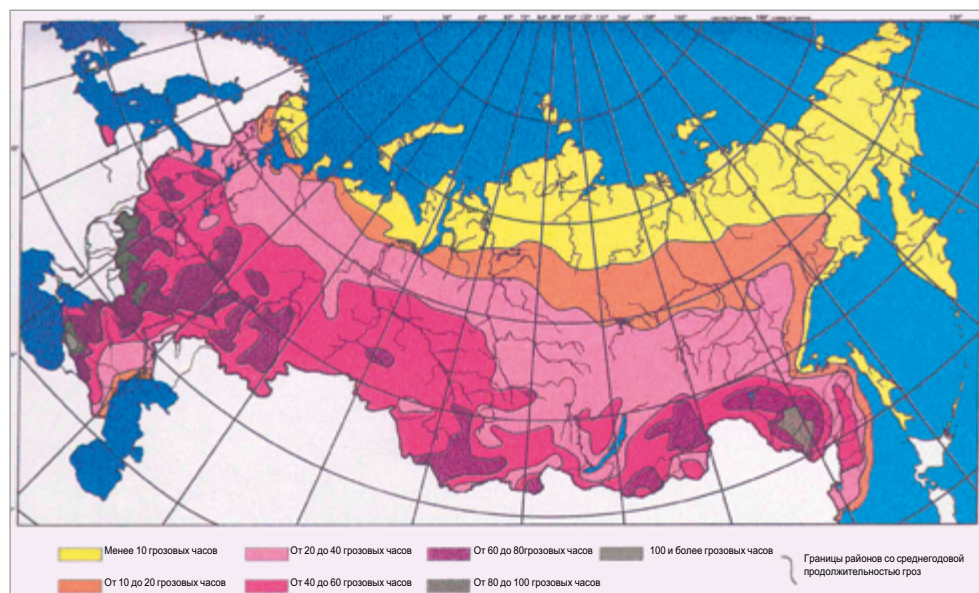 Менее 10 грозовых часов
От 20 до 40 грозовых часов
От 60 до 80грозовых часов
100 и более грозовых часов
Границы районов со среднегодовой
продолжительностью гроз
От 10 до 20 грозовых часов
От 40 до 60 грозовых часов
От 80 до 100 грозовых часов